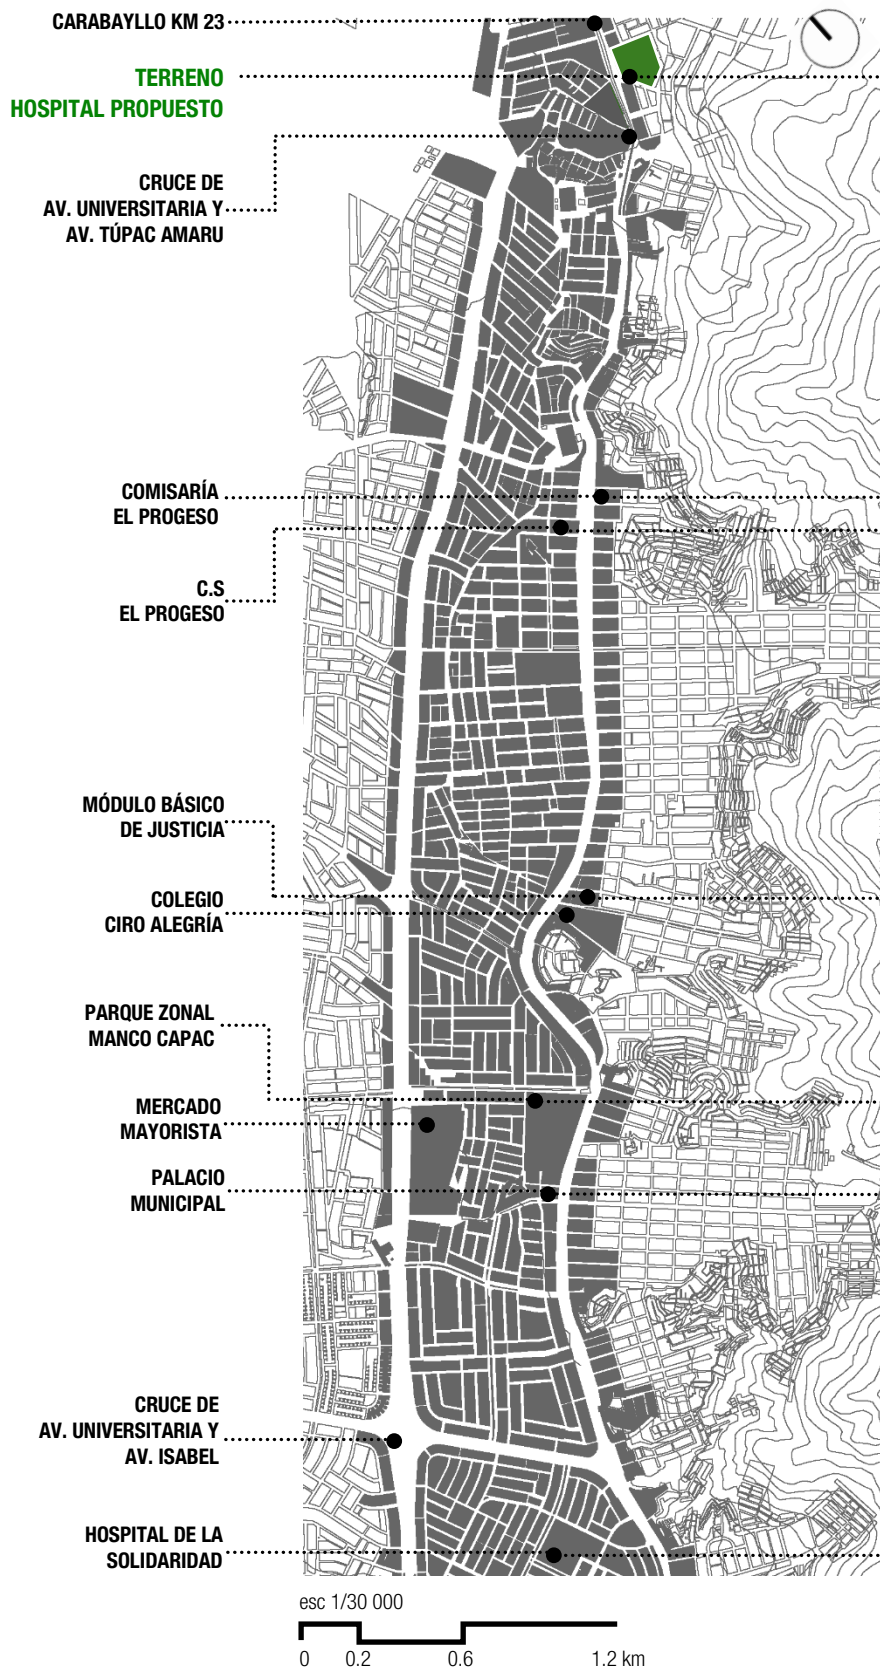 CARABAYLLO KM 23
TERRENO
HOSPITAL PROPUESTO
CRUCE DE
AV. UNIVERSITARIA Y
AV. TÚPAC AMARU
COMISARÍA
EL PROGESO
C.S
EL PROGESO
MÓDULO BÁSICO
DE JUSTICIA
COLEGIO
CIRO ALEGRÍA
PARQUE ZONAL
MANCO CAPAC
MERCADO
MAYORISTA
PALACIO
MUNICIPAL
CRUCE DE
AV. UNIVERSITARIA Y
AV. ISABEL
HOSPITAL DE LA
SOLIDARIDAD
esc 1/30 000
0 0.2 0.6 1.2 km